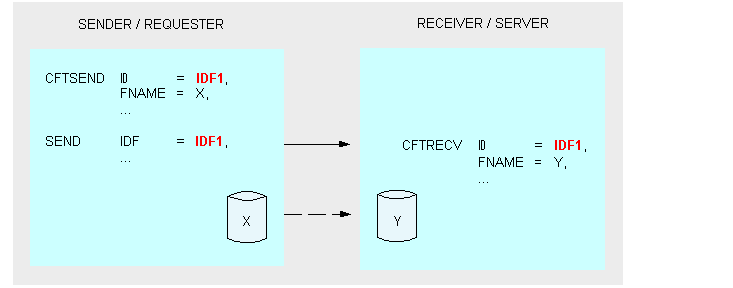 SENDER / REQUESTER
RECEIVER / SERVER
CFTSEND ID = IDF1,
FNAME = X,
...
SEND IDF = IDF1,
...
CFTRECV ID = IDF1,
FNAME = Y,
...
X
Y